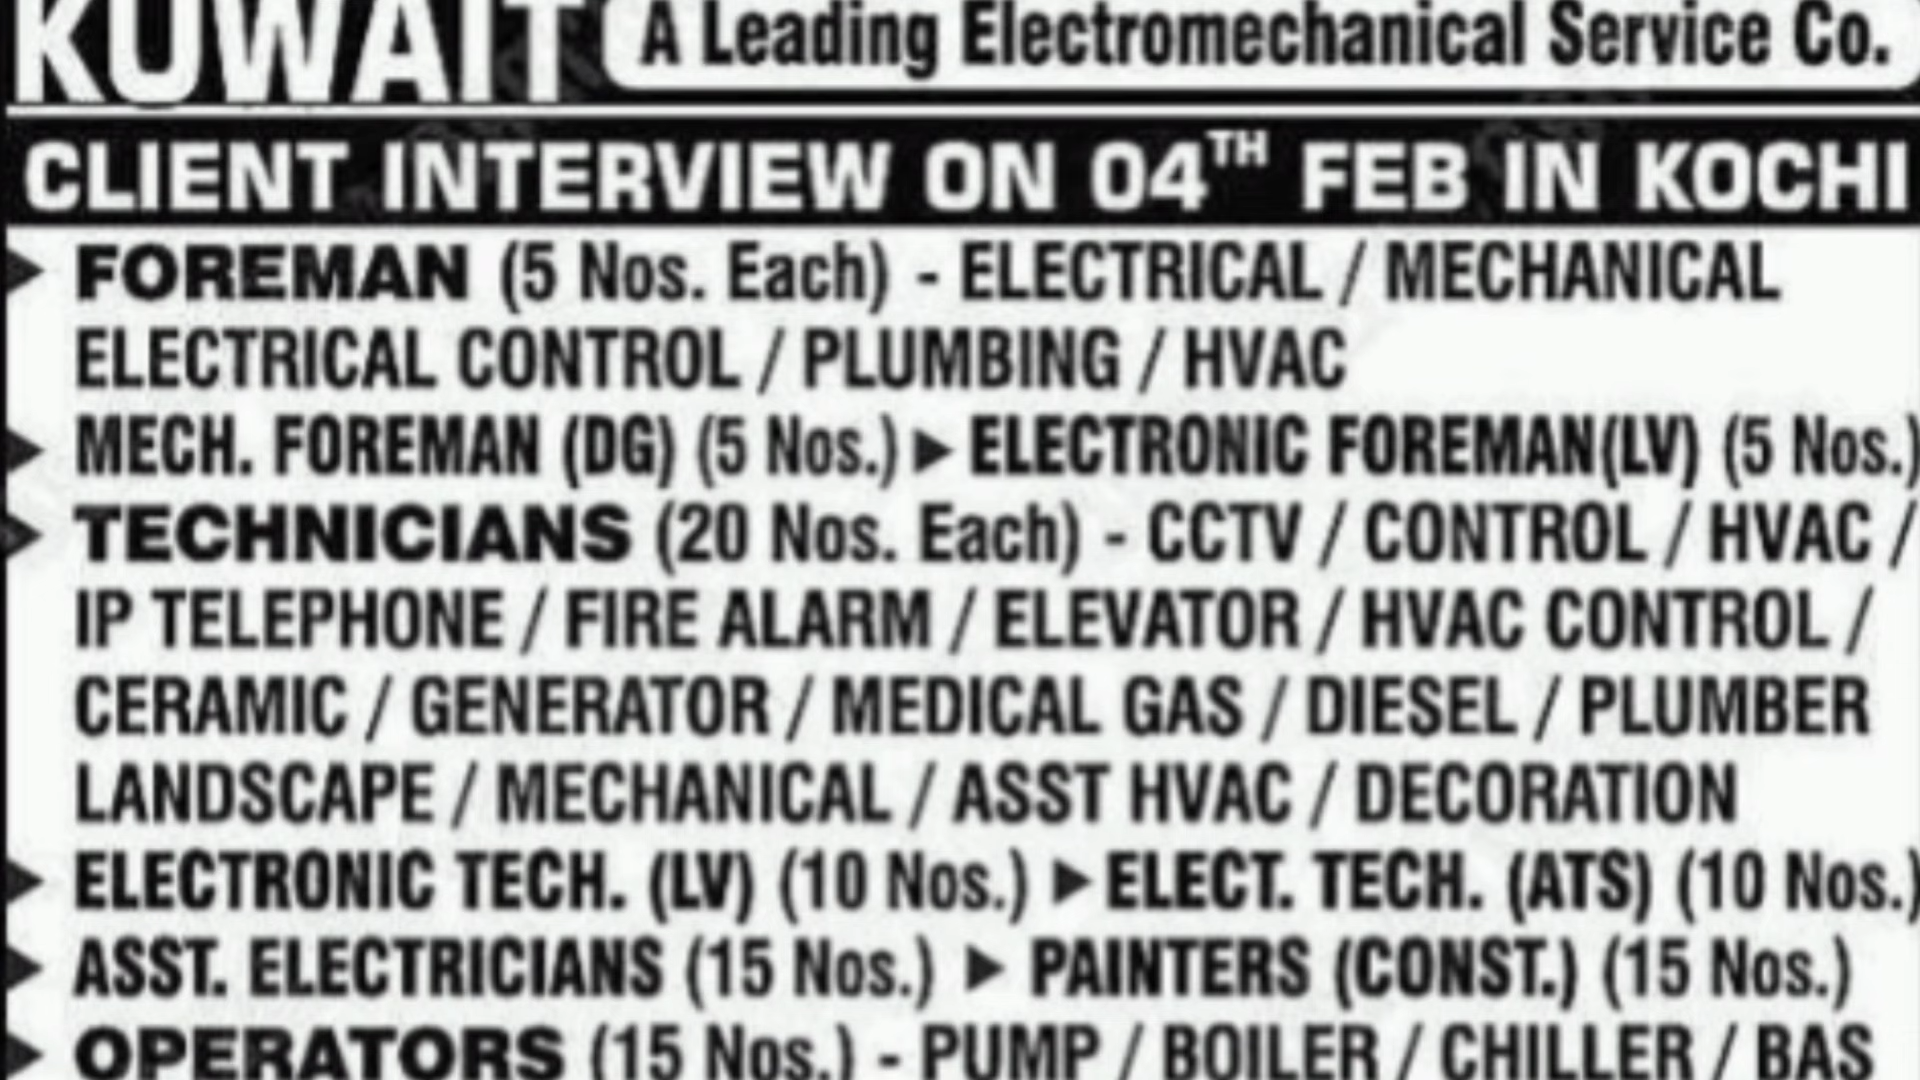 KUWAIT A Leading Electromechanical Service Co.
CLIENT INTERVIEW ON 04TH FEB IN KOCHI
FOREMAN (5 Nos. Each) - ELECTRICAL / MECHANICAL
ELECTRICAL CONTROL / PLUMBING / HVAC
MECH. FOREMAN (DG) (5 Nos.) ► ELECTRONIC FOREMAN(LV) (5 Nos.)
TECHNICIANS (20 Nos. Each) - CCTV / CONTROL / HVAC /
IP TELEPHONE / FIRE ALARM / ELEVATOR / HVAC CONTROL /
CERAMIC / GENERATOR / MEDICAL GAS / DIESEL / PLUMBER
LANDSCAPE / MECHANICAL / ASST HVAC / DECORATION
ELECTRONIC TECH. (LV) (10 Nos.) ► ELECT. TECH. (ATS) (10 Nos.)
ASST. ELECTRICIANS (15 Nos.) ► PAINTERS (CONST.) (15 Nos.)
OPERATORS (15 Nos.) - PUMP / BOILER / CHILLER / BAS